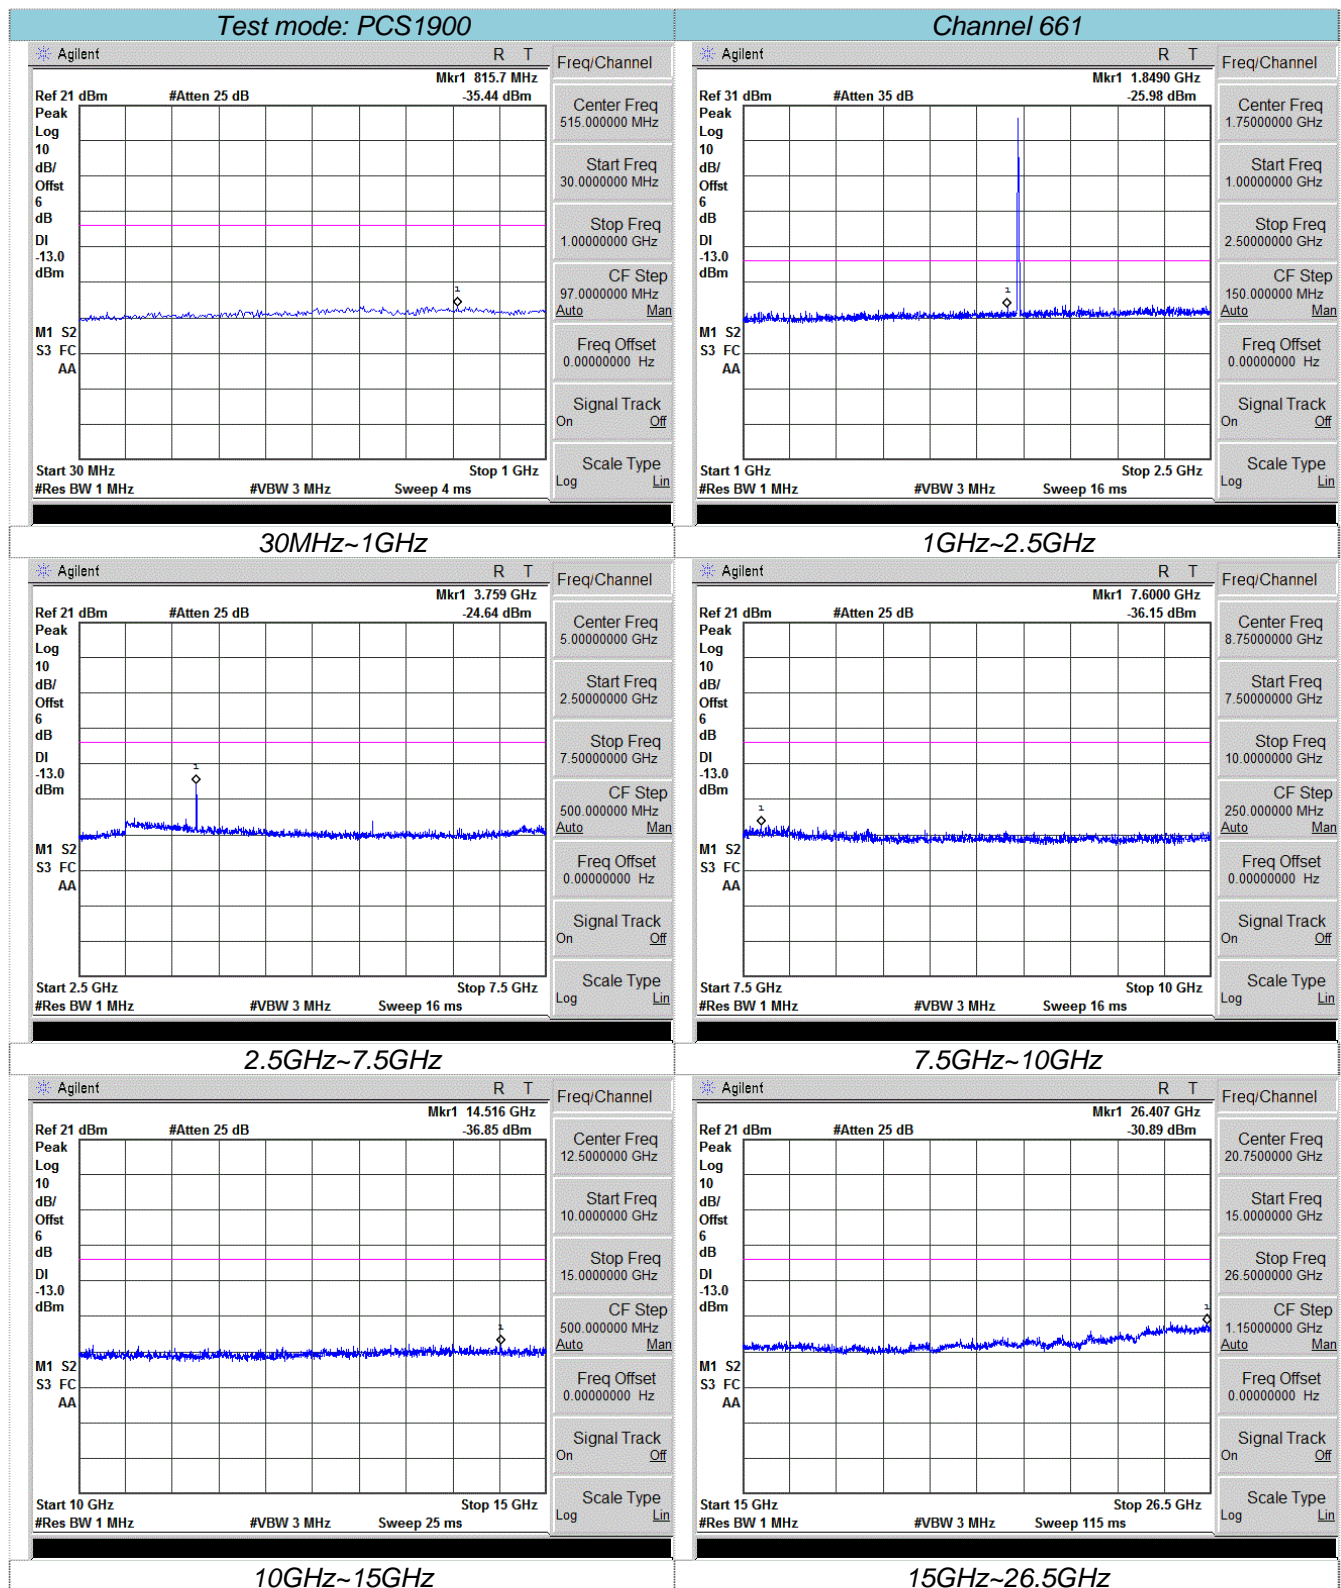 Test mode: PCS1900
Channel 661
Agilent
R T
Freq/Channel
Mkr1 815.7 MHz
Ref 21 dBm #Atten 25 dB -35.44 dBm
Peak
Log
10
dB/
Offst
6
dB
DI
-13.0
dBm
M1 S2
S3 FC
AA
1
Start 30 MHz Stop 1 GHz
#Res BW 1 MHz #VBW 3 MHz Sweep 4 ms
Center Freq
515.000000 MHz
Start Freq
30.0000000 MHz
Stop Freq
1.00000000 GHz
CF Step
97.0000000 MHz
Auto Man
Freq Offset
0.00000000 Hz
Signal Track
On Off
Scale Type
Log Lin
30MHz~1GHz
Agilent
R T
Freq/Channel
Mkr1 1.8490 GHz
Ref 31 dBm #Atten 35 dB -25.98 dBm
Peak
Log
10
dB/
Offst
6
dB
DI
-13.0
dBm
M1 S2
S3 FC
AA
1
Start 1 GHz Stop 2.5 GHz
#Res BW 1 MHz #VBW 3 MHz Sweep 16 ms
Center Freq
1.75000000 GHz
Start Freq
1.00000000 GHz
Stop Freq
2.50000000 GHz
CF Step
150.000000 MHz
Auto Man
Freq Offset
0.00000000 Hz
Signal Track
On Off
Scale Type
Log Lin
1GHz~2.5GHz
Agilent
R T
Freq/Channel
Mkr1 3.759 GHz
Ref 21 dBm #Atten 25 dB -24.64 dBm
Peak
Log
10
dB/
Offst
6
dB
DI
-13.0
dBm
M1 S2
S3 FC
AA
1
Start 2.5 GHz Stop 7.5 GHz
#Res BW 1 MHz #VBW 3 MHz Sweep 16 ms
Center Freq
5.00000000 GHz
Start Freq
2.50000000 GHz
Stop Freq
7.50000000 GHz
CF Step
500.000000 MHz
Auto Man
Freq Offset
0.00000000 Hz
Signal Track
On Off
Scale Type
Log Lin
2.5GHz~7.5GHz
Agilent
R T
Freq/Channel
Mkr1 7.6000 GHz
Ref 21 dBm #Atten 25 dB -36.15 dBm
Peak
Log
10
dB/
Offst
6
dB
DI
-13.0
dBm
M1 S2
S3 FC
AA
1
Start 7.5 GHz Stop 10 GHz
#Res BW 1 MHz #VBW 3 MHz Sweep 16 ms
Center Freq
8.75000000 GHz
Start Freq
7.50000000 GHz
Stop Freq
10.0000000 GHz
CF Step
250.000000 MHz
Auto Man
Freq Offset
0.00000000 Hz
Signal Track
On Off
Scale Type
Log Lin
7.5GHz~10GHz
Agilent
R T
Freq/Channel
Mkr1 14.516 GHz
Ref 21 dBm #Atten 25 dB -36.85 dBm
Peak
Log
10
dB/
Offst
6
dB
DI
-13.0
dBm
M1 S2
S3 FC
AA
1
Start 10 GHz Stop 15 GHz
#Res BW 1 MHz #VBW 3 MHz Sweep 25 ms
Center Freq
12.5000000 GHz
Start Freq
10.0000000 GHz
Stop Freq
15.0000000 GHz
CF Step
500.000000 MHz
Auto Man
Freq Offset
0.00000000 Hz
Signal Track
On Off
Scale Type
Log Lin
10GHz~15GHz
Agilent
R T
Freq/Channel
Mkr1 26.407 GHz
Ref 21 dBm #Atten 25 dB -30.89 dBm
Peak
Log
10
dB/
Offst
6
dB
DI
-13.0
dBm
M1 S2
S3 FC
AA
1
Start 15 GHz Stop 26.5 GHz
#Res BW 1 MHz #VBW 3 MHz Sweep 115 ms
Center Freq
20.7500000 GHz
Start Freq
15.0000000 GHz
Stop Freq
26.5000000 GHz
CF Step
1.15000000 GHz
Auto Man
Freq Offset
0.00000000 Hz
Signal Track
On Off
Scale Type
Log Lin
15GHz~26.5GHz